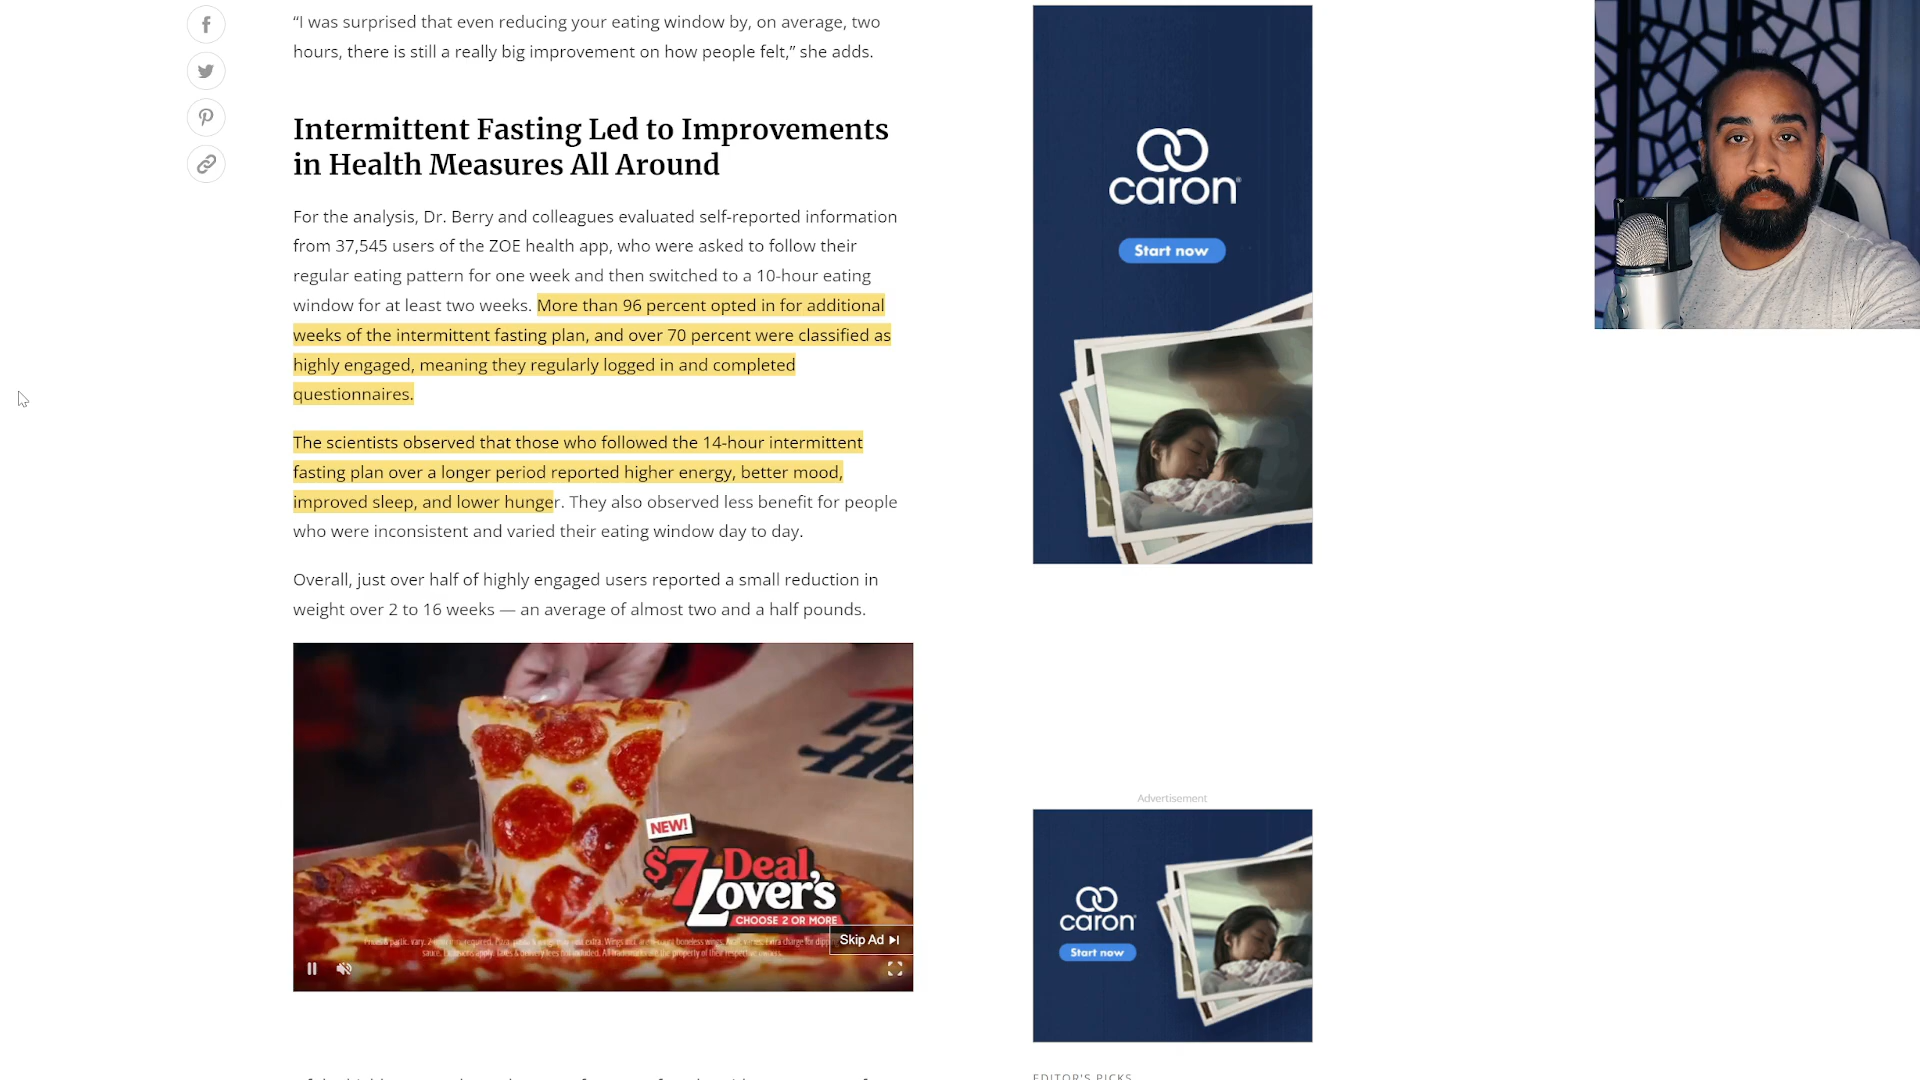 “I was surprised that even reducing your eating window by, on average, two
hours, there is still a really big improvement on how people felt,” she adds.
Intermittent Fasting Led to Improvements
in Health Measures All Around
For the analysis, Dr. Berry and colleagues evaluated self-reported information
from 37,545 users of the ZOE health app, who were asked to follow their
regular eating pattern for one week and then switched to a 10-hour eating
window for at least two weeks. More than 96 percent opted in for additional
weeks of the intermittent fasting plan, and over 70 percent were classified as
highly engaged, meaning they regularly logged in and completed
questionnaires.
The scientists observed that those who followed the 14-hour intermittent
fasting plan over a longer period reported higher energy, better mood,
improved sleep, and lower hunger. They also observed less benefit for people
who were inconsistent and varied their eating window day to day.
Overall, just over half of highly engaged users reported a small reduction in
weight over 2 to 16 weeks — an average of almost two and a half pounds.
NEW!
$7 Deal
Lover's
CHOOSE 2 OR MORE
Skip Ad
caron
Start now
Advertisement
caron
Start now
EDITOR'S PICKS